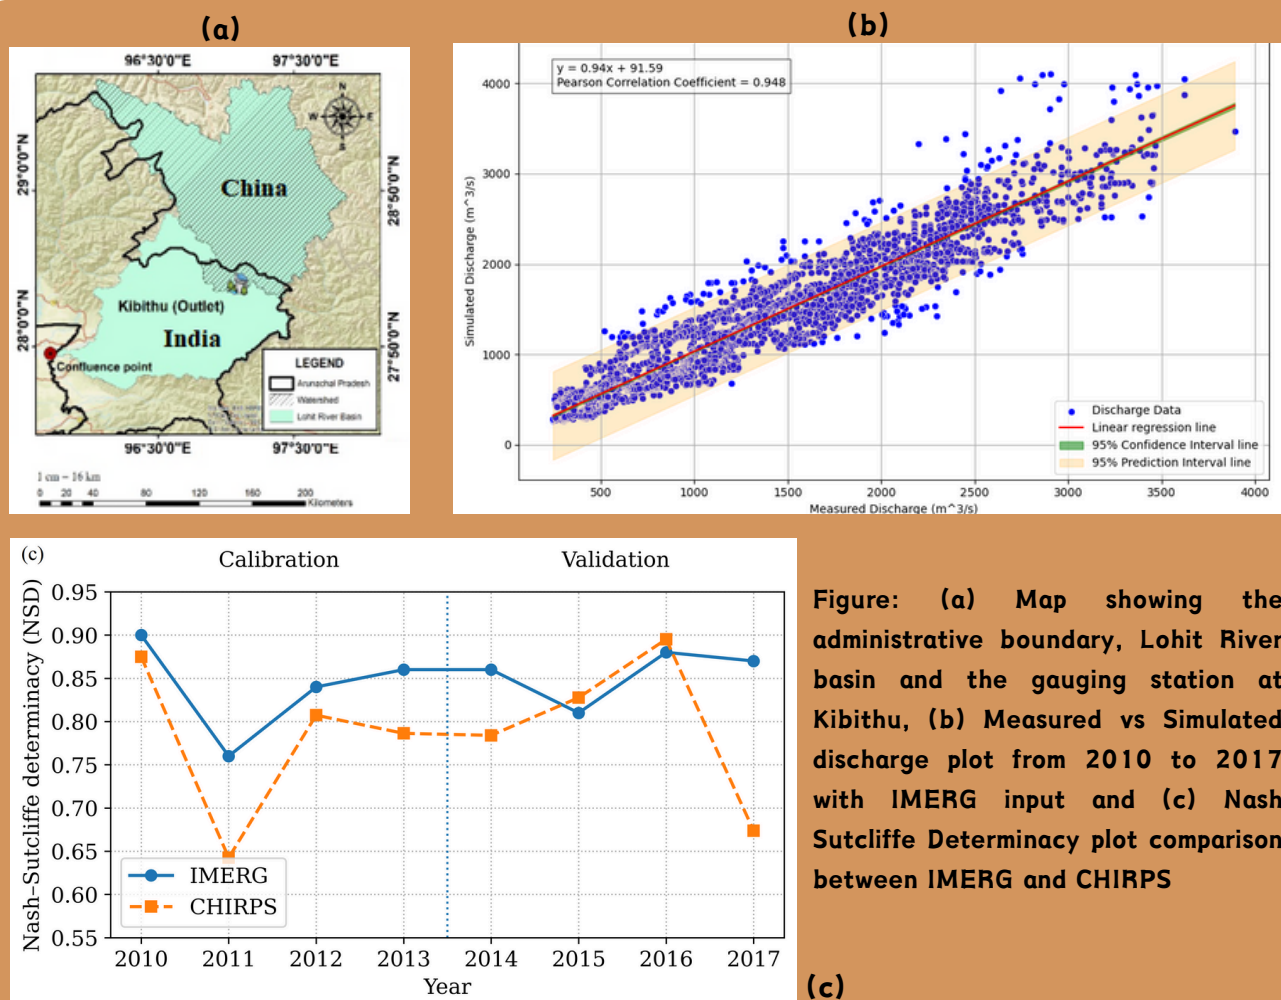 (a)
96°30'0"E 97°30'0"E
N
W E
S
China
29°0'0"N
28°50'0"N
Kibithu (Outlet)
India
28°0'0"N
27°50'0"N
Confluence point
LEGEND
Arunachal Pradesh
Watershed
Lohit River Basin
96°30'0"E 97°30'0"E
1 cm – 16 km
0 20 40 80 120 160 200
Kilometers
(b)
y = 0.94x + 91.59
Pearson Correlation Coefficient = 0.948
Simulated Discharge (m^3/s)
4000
3000
2000
1000
0
Discharge Data
Linear regression line
95% Confidence Interval line
95% Prediction Interval line
500 1000 1500 2000 2500 3000 3500 4000
Measured Discharge (m^3/s)
(c)
Calibration Validation
Nash–Sutcliffe determinacy (NSD)
0.95
0.90
0.85
0.80
0.75
0.70
0.65
0.60
0.55
IMERG
CHIRPS
2010 2011 2012 2013 2014 2015 2016 2017
Year
(c)
Figure: (a) Map showing the
administrative boundary, Lohit River
basin and the gauging station at
Kibithu, (b) Measured vs Simulated
discharge plot from 2010 to 2017
with IMERG input and (c) Nash
Sutcliffe Determinacy plot comparison
between IMERG and CHIRPS